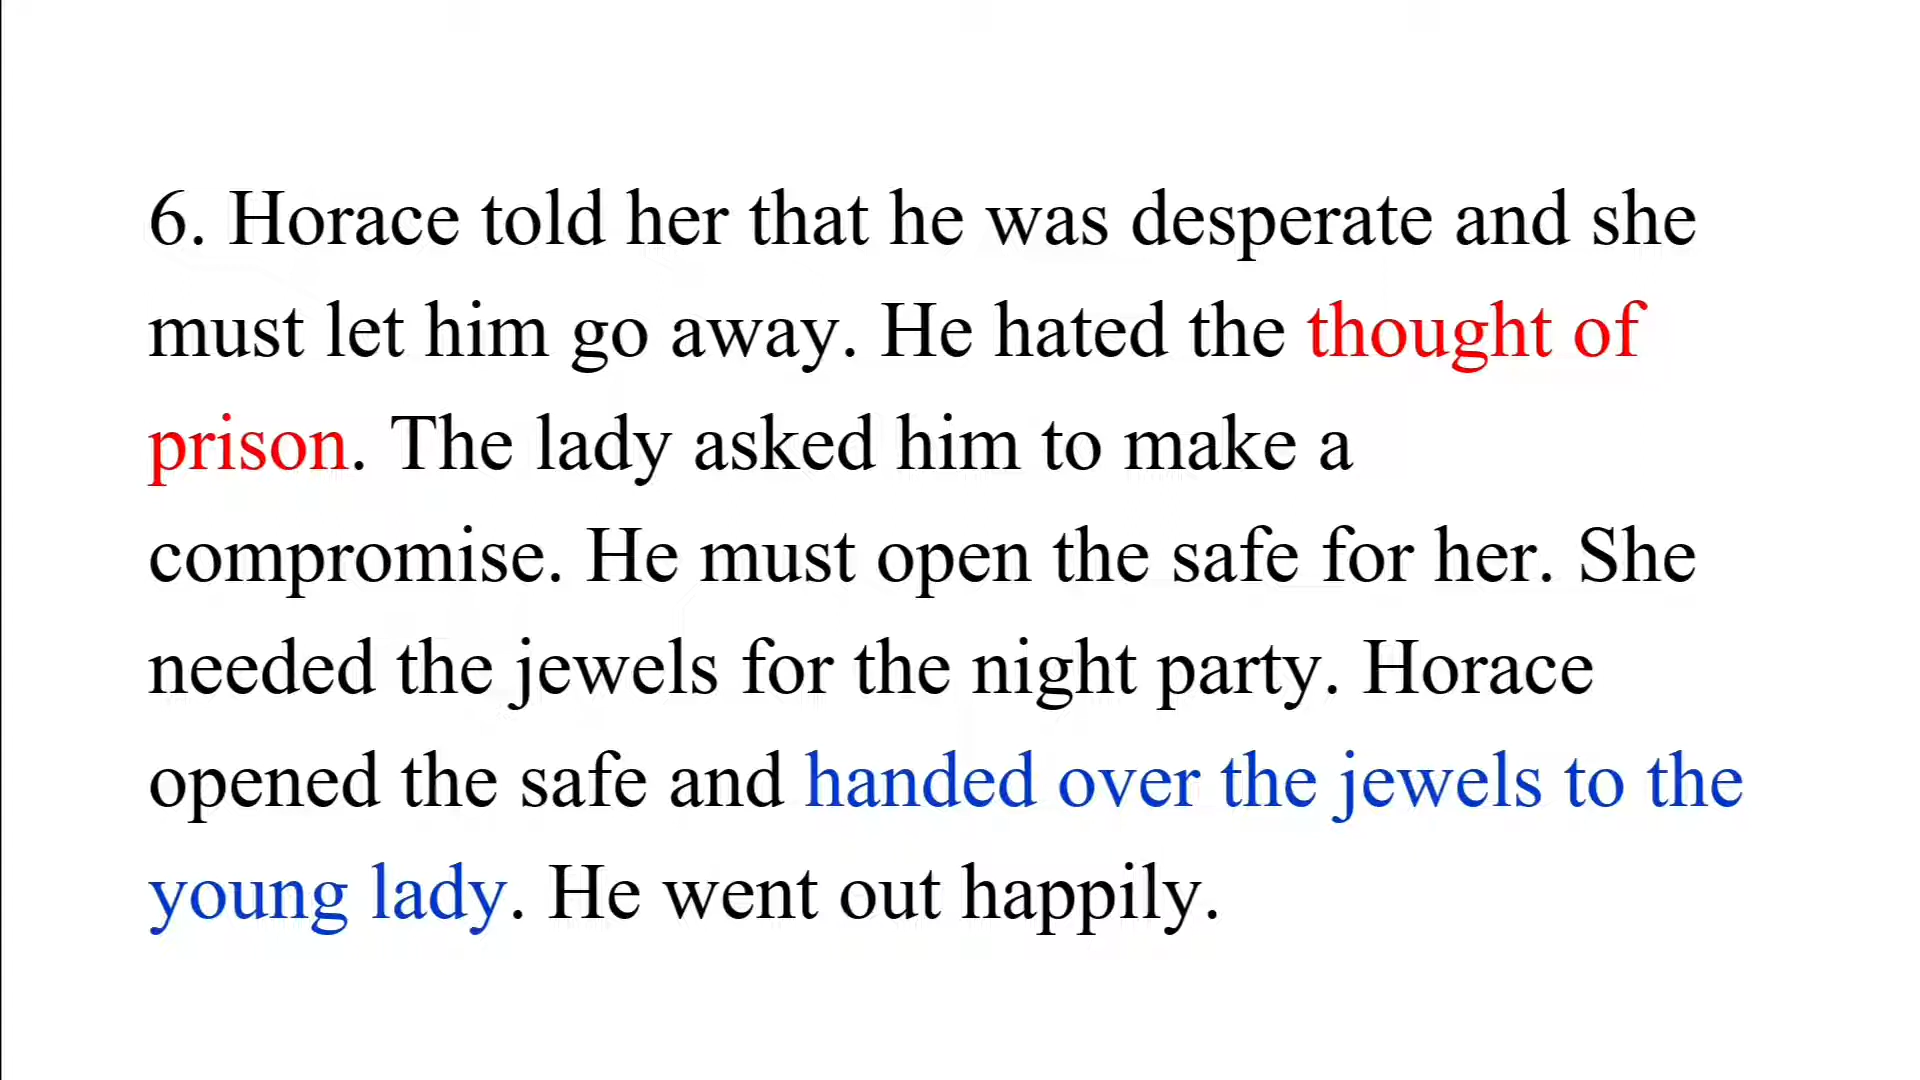 6. Horace told her that he was desperate and she
must let him go away. He hated the thought of
prison. The lady asked him to make a
compromise. He must open the safe for her. She
needed the jewels for the night party. Horace
opened the safe and handed over the jewels to the
young lady. He went out happily.